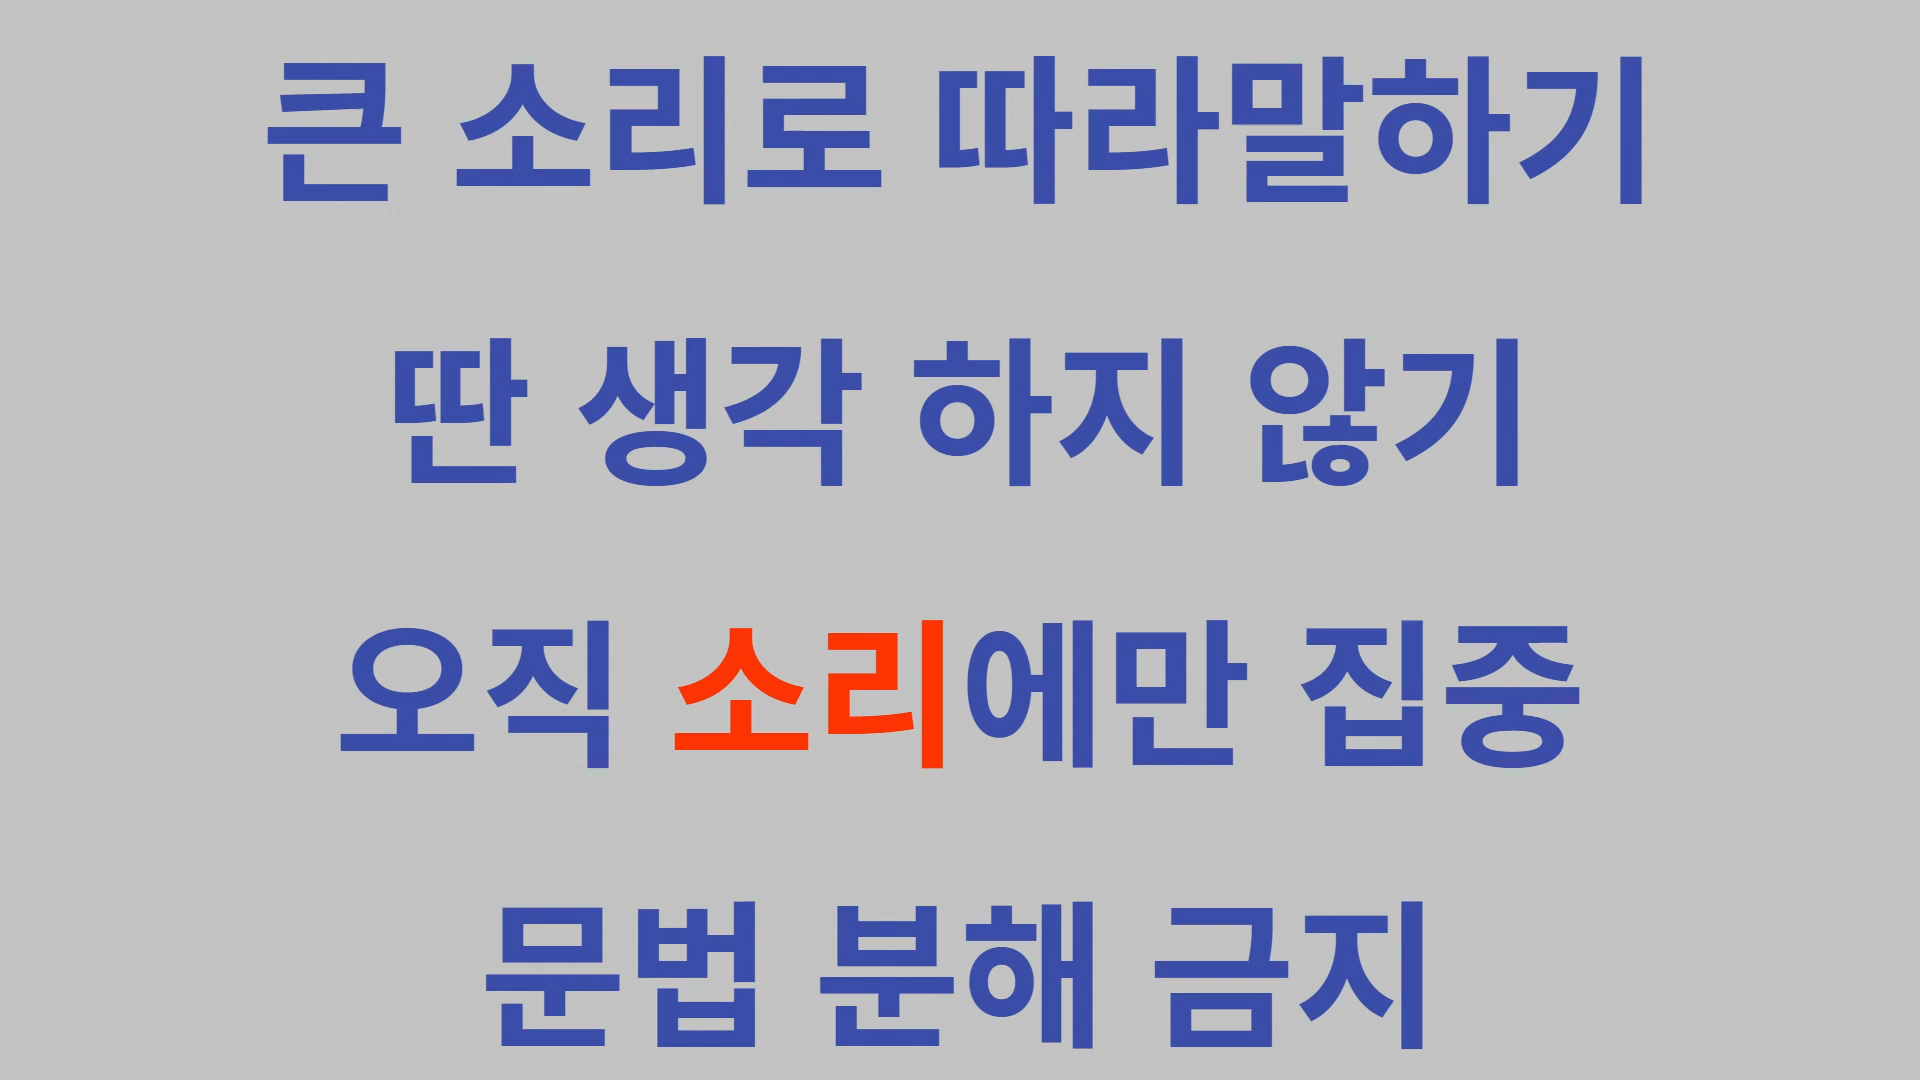 큰 소리로 따라말하기
딴 생각 하지 않기
오직 소리에만 집중
문법 분해 금지